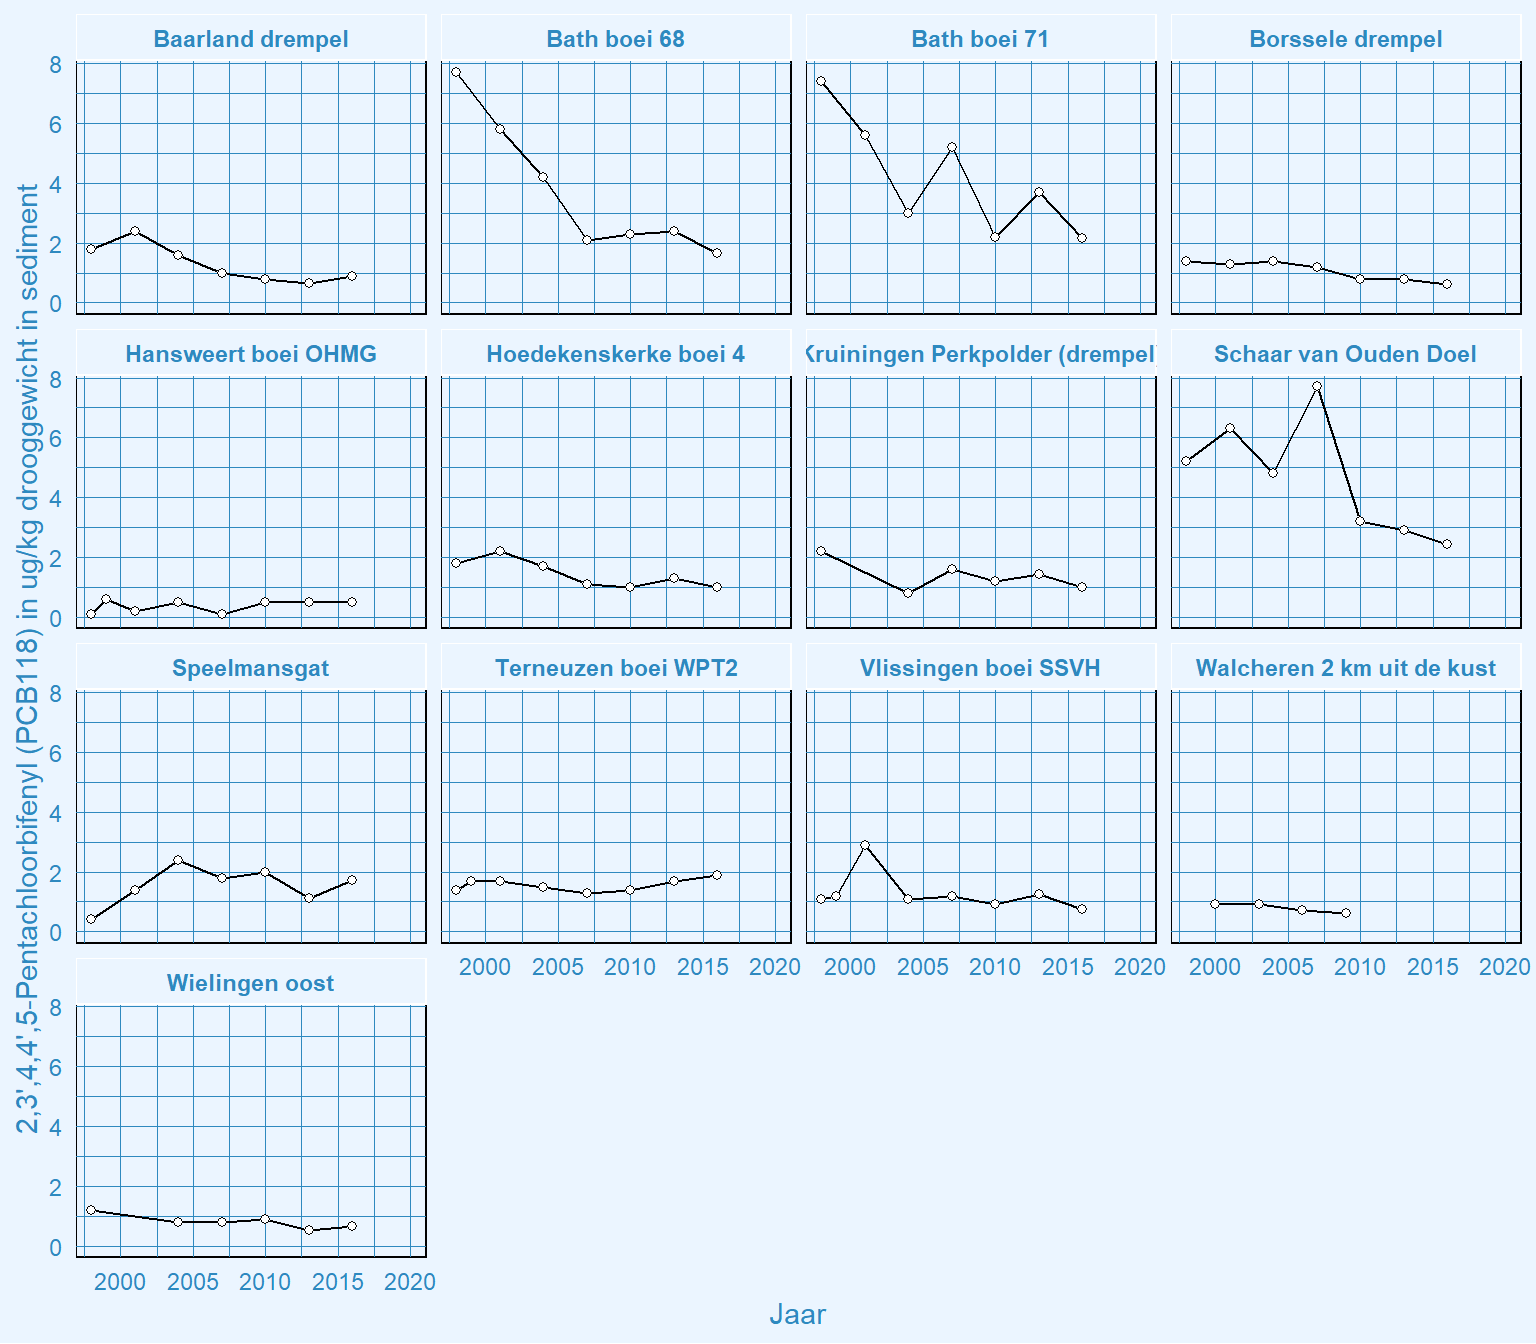 2,3',4,4',5-Pentachloorbifenyl (PCB118) in ug/kg drooggewicht in sediment
Baarland drempel Bath boei 68 Bath boei 71 Borssele drempel
8
6
4
2
0
Hansweert boei OHMG Hoedekenskerke boei 4 Kruiningen Perkpolder (drempel) Schaar van Ouden Doel
8
6
4
2
0
Speelmansgat Terneuzen boei WPT2 Vlissingen boei SSVH Walcheren 2 km uit de kust
8
6
4
2
0
2000 2005 2010 2015 2020 2000 2005 2010 2015 2020 2000 2005 2010 2015 2020
Wielingen oost
8
6
4
2
0
2000 2005 2010 2015 2020
Jaar